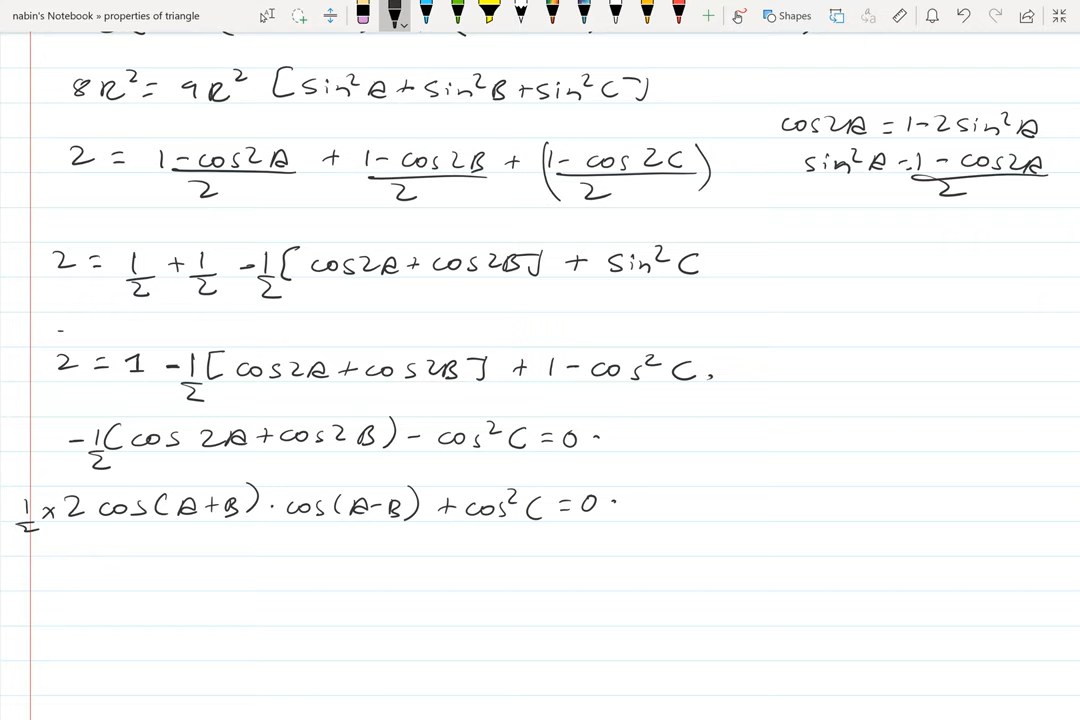 nabin's Notebook » properties of triangle
Shapes
8R² = 4R² [sin²A + sin²B + sin²C]
cos2A = 1-2sin²A
2 = 1-cos2A/2 + 1-cos2B/2 + (1-cos2C/2)
sin²A = 1-cos2A/2
2 = 1/2 + 1/2 - 1/2 [cos2A + cos2B] + sin²C
-
2 = 1 - 1/2 [cos2A + cos2B] + 1 - cos²C,
-1/2 (cos 2A + cos2B) - cos²C = 0 .
1/2 × 2 cos(A+B) . cos(A-B) + cos²C = 0 .